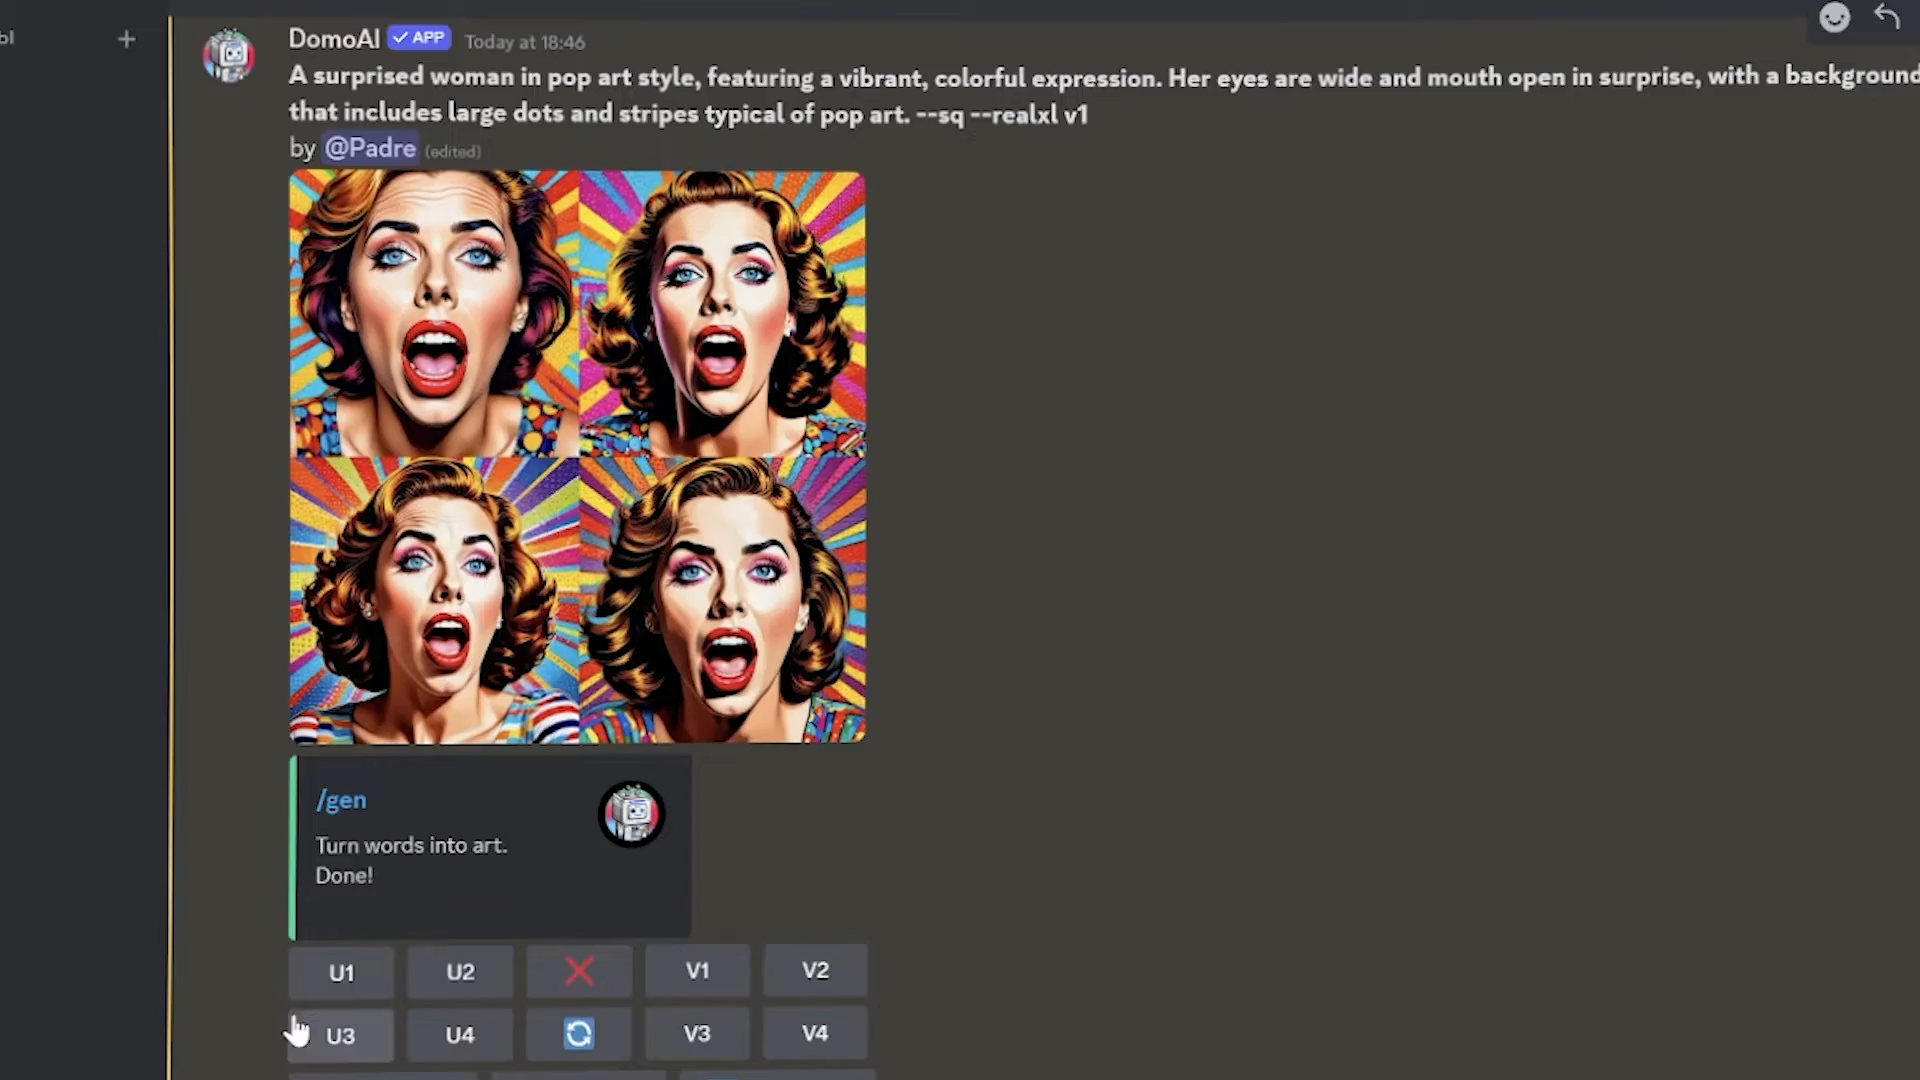 ы
DomoAI ✓ APP Today at 18:46
A surprised woman in pop art style, featuring a vibrant, colorful expression. Her eyes are wide and mouth open in surprise, with a background
that includes large dots and stripes typical of pop art. --sq --realxl v1
by @Padre (edited)
/gen
Turn words into art.
Done!
U1 U2 V1 V2
U3 U4 V3 V4